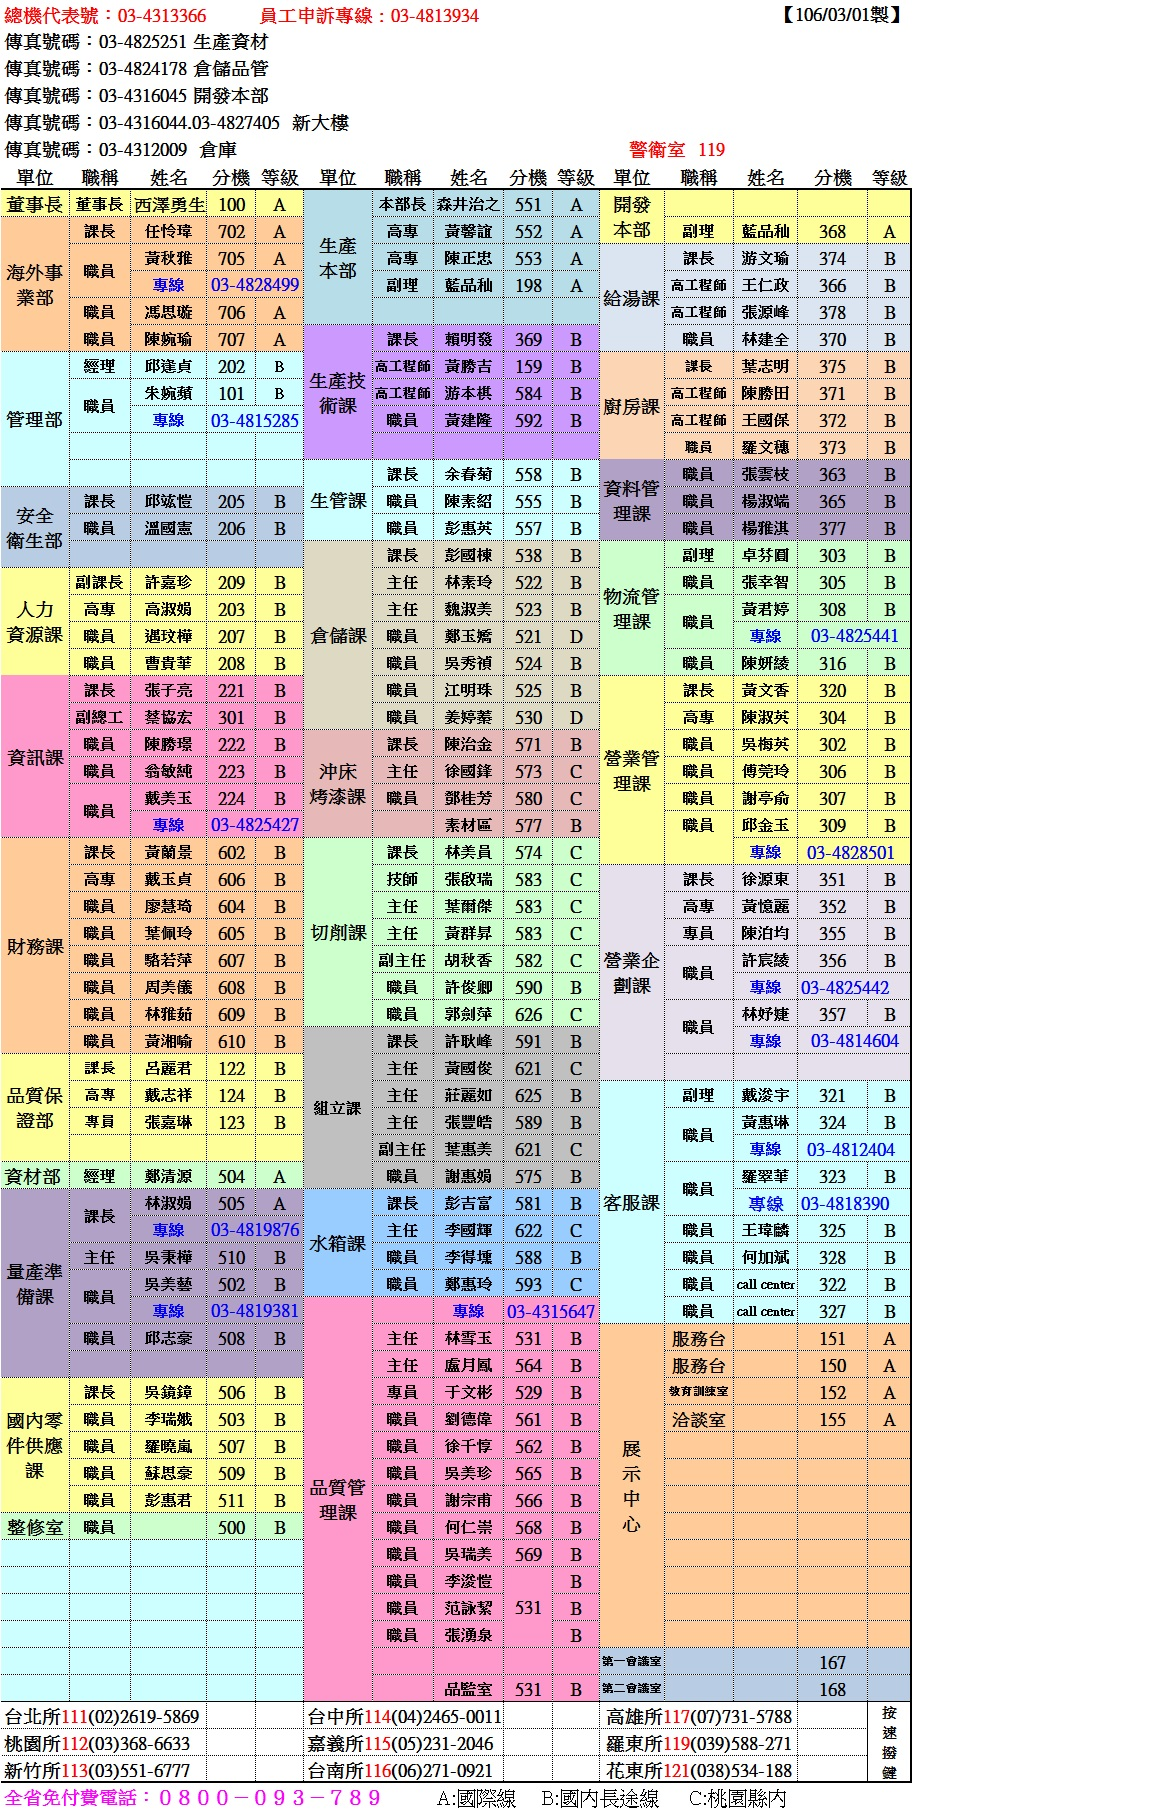 總機代表號：03-4313366 員工申訴專線：03-4813934 【106/03/01製】
傳真號碼：03-4825251 生產資材
傳真號碼：03-4824178 倉儲品管
傳真號碼：03-4316045 開發本部
傳真號碼：03-4316044.03-4827405 新大樓
傳真號碼：03-4312009 倉庫 警衛室 119
單位 職稱 姓名 分機 等級 單位 職稱 姓名 分機 等級 單位 職稱 姓名 分機 等級
董事長 董事長 西澤勇生 100 A
海外事業部
課長 任怜瑋 702 A
職員 黃秋雅 705 A
專線 03-4828499
職員 馮思璇 706 A
職員 陳婉瑜 707 A
管理部
經理 邱逢貞 202 B
職員 朱婉蘋 101 B
專線 03-4815285
安全衛生部
課長 邱竑愷 205 B
職員 溫國憲 206 B
人力資源課
副課長 許嘉珍 209 B
高專 高淑娟 203 B
職員 遇玟樺 207 B
職員 曹貴華 208 B
資訊課
課長 張子亮 221 B
副總工 蔡協宏 301 B
職員 陳勝璟 222 B
職員 翁敏純 223 B
職員 戴美玉 224 B
專線 03-4825427
財務課
課長 黃蘭景 602 B
高專 戴玉貞 606 B
職員 廖慧琦 604 B
職員 葉佩玲 605 B
職員 駱若萍 607 B
職員 周美儀 608 B
職員 林雅茹 609 B
職員 黃湘喻 610 B
品質保證部
課長 呂麗君 122 B
高專 戴志祥 124 B
專員 張嘉琳 123 B
資材部 經理 鄭清源 504 A
量產準備課
課長 林淑娟 505 A
專線 03-4819876
主任 吳秉樺 510 B
職員 吳美藝 502 B
專線 03-4819381
職員 邱志豪 508 B
國內零件供應課
課長 吳鏡鍏 506 B
職員 李瑞娥 503 B
職員 羅曉嵐 507 B
職員 蘇思豪 509 B
職員 彭惠君 511 B
整修室 職員 500 B
生產本部
本部長 森井治之 551 A
高專 黃馨誼 552 A
高專 陳正忠 553 A
副理 藍品秈 198 A
生產技術課
課長 賴明發 369 B
高工程師 黃勝吉 159 B
高工程師 游本棋 584 B
職員 黃建隆 592 B
生管課
課長 余春菊 558 B
職員 陳素紹 555 B
職員 彭惠英 557 B
倉儲課
課長 彭國棟 538 B
主任 林素玲 522 B
主任 魏淑美 523 B
職員 鄭玉嬌 521 D
職員 吳秀禎 524 B
職員 江明珠 525 B
職員 姜婷蓁 530 D
沖床烤漆課
課長 陳治金 571 B
主任 徐國鋒 573 C
職員 鄧桂芳 580 C
素材區 577 B
切削課
課長 林美員 574 C
技師 張啟瑞 583 C
主任 葉爾傑 583 C
主任 黃群昇 583 C
副主任 胡秋香 582 C
職員 許俊卿 590 B
職員 郭劍萍 626 C
組立課
課長 許耿峰 591 B
主任 黃國俊 621 C
主任 莊麗如 625 B
主任 張豐皓 589 B
副主任 葉惠美 621 C
職員 謝惠娟 575 B
水箱課
課長 彭吉富 581 B
主任 李國輝 622 C
職員 李得壎 588 B
職員 鄭惠玲 593 C
品質管理課
專線 03-4315647
主任 林雪玉 531 B
主任 盧月鳳 564 B
專員 于文彬 529 B
職員 劉德偉 561 B
職員 徐千惇 562 B
職員 吳美珍 565 B
職員 謝宗甫 566 B
職員 何仁崇 568 B
職員 吳瑞美 569 B
職員 李浚愷 B
職員 范詠絜 531 B
職員 張湧泉 B
品監室 531 B
開發本部
副理 藍品秈 368 A
給湯課
課長 游文瑜 374 B
高工程師 王仁政 366 B
高工程師 張源峰 378 B
職員 林建全 370 B
廚房課
課長 葉志明 375 B
高工程師 陳勝田 371 B
高工程師 王國保 372 B
職員 羅文穗 373 B
資料管理課
職員 張雲枝 363 B
職員 楊淑端 365 B
職員 楊雅淇 377 B
物流管理課
副理 卓芬圓 303 B
職員 張幸智 305 B
職員 黃君婷 308 B
專線 03-4825441
職員 陳妍綾 316 B
營業管理課
課長 黃文香 320 B
高專 陳淑英 304 B
職員 吳梅英 302 B
職員 傅莞玲 306 B
職員 謝亭俞 307 B
職員 邱金玉 309 B
專線 03-4828501
營業企劃課
課長 徐源東 351 B
高專 黃憶麗 352 B
專員 陳泊均 355 B
職員 許宸綾 356 B
專線 03-4825442
職員 林妤婕 357 B
專線 03-4814604
客服課
副理 戴浚宇 321 B
職員 黃惠琳 324 B
專線 03-4812404
職員 羅翠華 323 B
專線 03-4818390
職員 王瑋麟 325 B
職員 何加斌 328 B
職員 call center 322 B
職員 call center 327 B
展示中心
服務台 151 A
服務台 150 A
教育訓練室 152 A
洽談室 155 A
第一會議室 167
第二會議室 168
台北所111(02)2619-5869 台中所114(04)2465-0011 高雄所117(07)731-5788
桃園所112(03)368-6633 嘉義所115(05)231-2046 羅東所119(039)588-271
新竹所113(03)551-6777 台南所116(06)271-0921 花東所121(038)534-188
按速撥鍵
全省免付費電話：０８００－０９３－７８９ A:國際線 B:國內長途線 C:桃園縣內